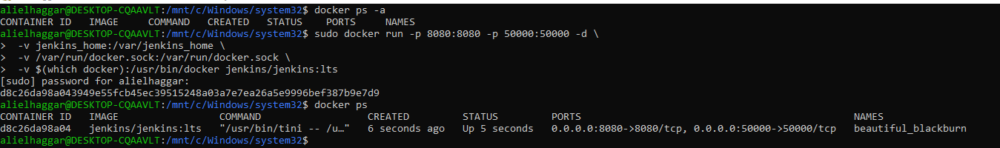 alielhaggar@DESKTOP-CQAAVLT:/mnt/c/Windows/system32$ docker ps -a
CONTAINER ID   IMAGE     COMMAND   CREATED   STATUS    PORTS     NAMES
alielhaggar@DESKTOP-CQAAVLT:/mnt/c/Windows/system32$ sudo docker run -p 8080:8080 -p 50000:50000 -d \
>  -v jenkins_home:/var/jenkins_home \
>  -v /var/run/docker.sock:/var/run/docker.sock \
>  -v $(which docker):/usr/bin/docker jenkins/jenkins:lts
[sudo] password for alielhaggar:
d8c26da98a043949e55fcb45ec39515248a03a7e7ea26a5e9996bef387b9e7d9
alielhaggar@DESKTOP-CQAAVLT:/mnt/c/Windows/system32$ docker ps
CONTAINER ID   IMAGE                 COMMAND                  CREATED         STATUS         PORTS                                              NAMES
d8c26da98a04   jenkins/jenkins:lts   "/usr/bin/tini -- /u…"   6 seconds ago   Up 5 seconds   0.0.0.0:8080->8080/tcp, 0.0.0.0:50000->50000/tcp   beautiful_blackburn
alielhaggar@DESKTOP-CQAAVLT:/mnt/c/Windows/system32$